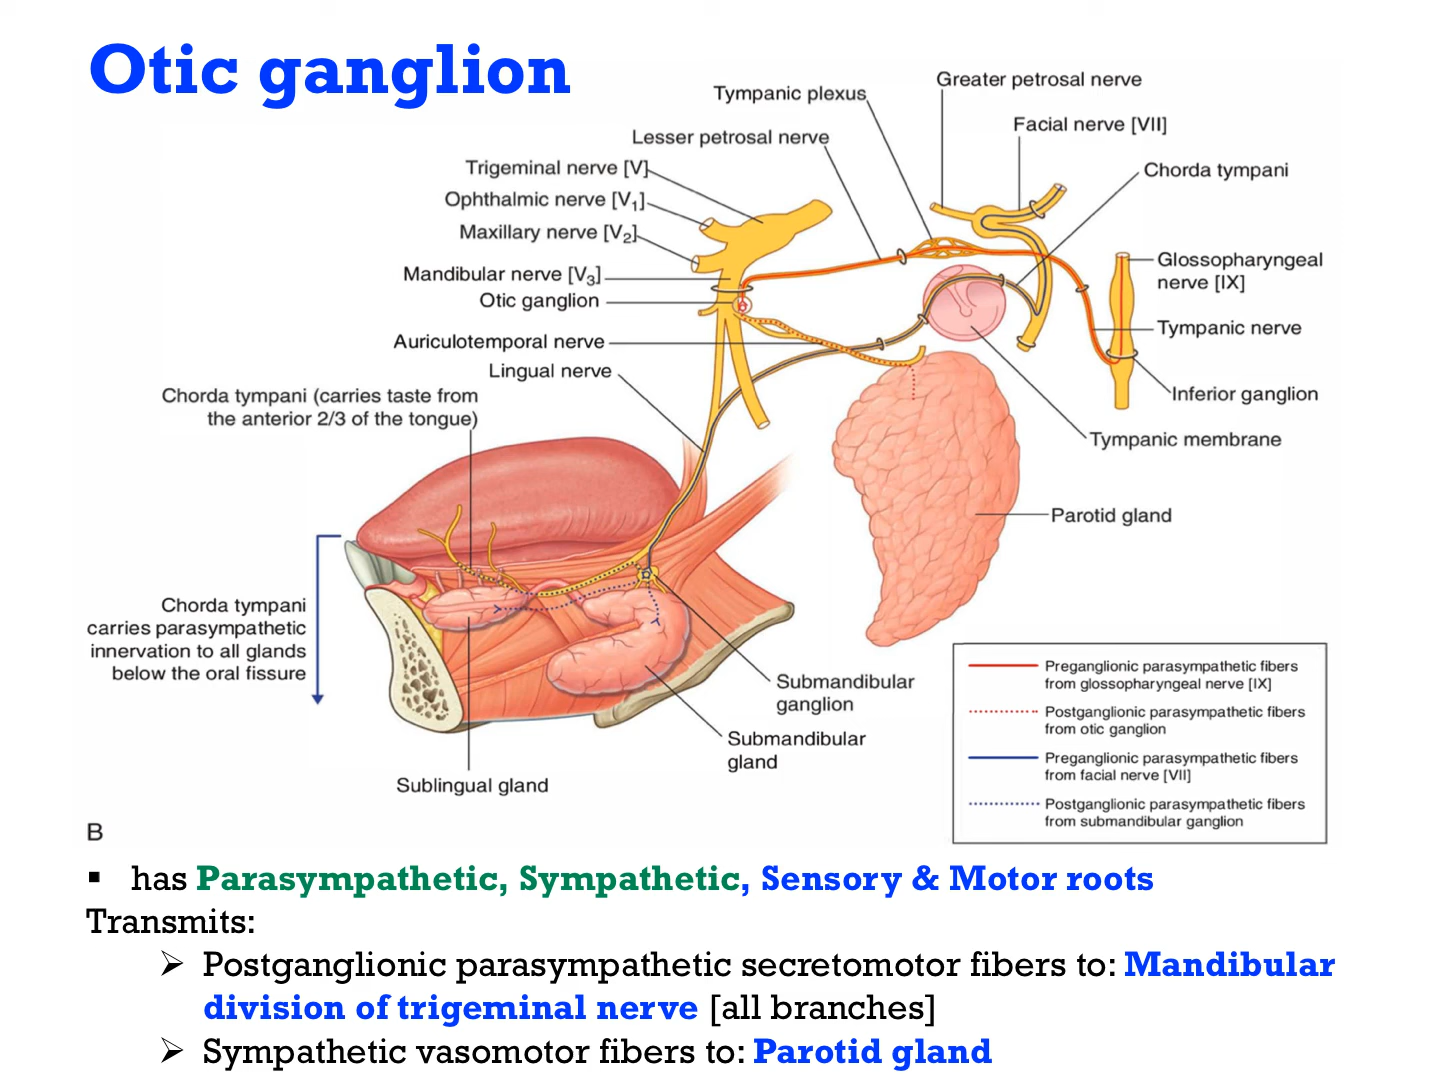 Otic ganglion
Greater petrosal nerve
Tympanic plexus
Facial nerve [VII]
Lesser petrosal nerve
Trigeminal nerve [V]
Chorda tympani
Ophthalmic nerve [V1]
Maxillary nerve [V2]
Mandibular nerve [V3]
Glossopharyngeal
nerve [IX]
Otic ganglion
Tympanic nerve
Auriculotemporal nerve
Lingual nerve
Inferior ganglion
Chorda tympani (carries taste from
the anterior 2/3 of the tongue)
Tympanic membrane
Parotid gland
Chorda tympani
carries parasympathetic
innervation to all glands
below the oral fissure
Submandibular
ganglion
Submandibular
gland
Sublingual gland
Preganglionic parasympathetic fibers
from glossopharyngeal nerve [IX]
Postganglionic parasympathetic fibers
from otic ganglion
Preganglionic parasympathetic fibers
from facial nerve [VII]
Postganglionic parasympathetic fibers
from submandibular ganglion
B
▪ has Parasympathetic, Sympathetic, Sensory & Motor roots
Transmits:
➢ Postganglionic parasympathetic secretomotor fibers to: Mandibular
division of trigeminal nerve [all branches]
➢ Sympathetic vasomotor fibers to: Parotid gland